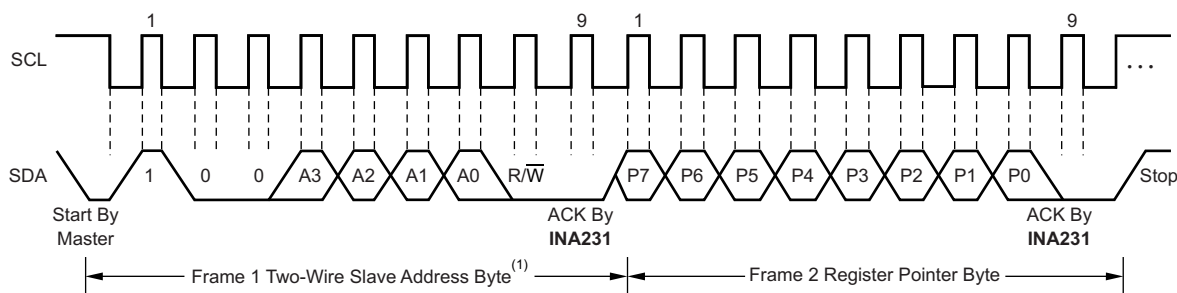 1 9 1 9
SCL
...
SDA
1 0 0 A3 A2 A1 A0 R/W̅ P7 P6 P5 P4 P3 P2 P1 P0 Stop
Start By
Master
ACK By
INA231
ACK By
INA231
Frame 1 Two-Wire Slave Address Byte(1)
Frame 2 Register Pointer Byte